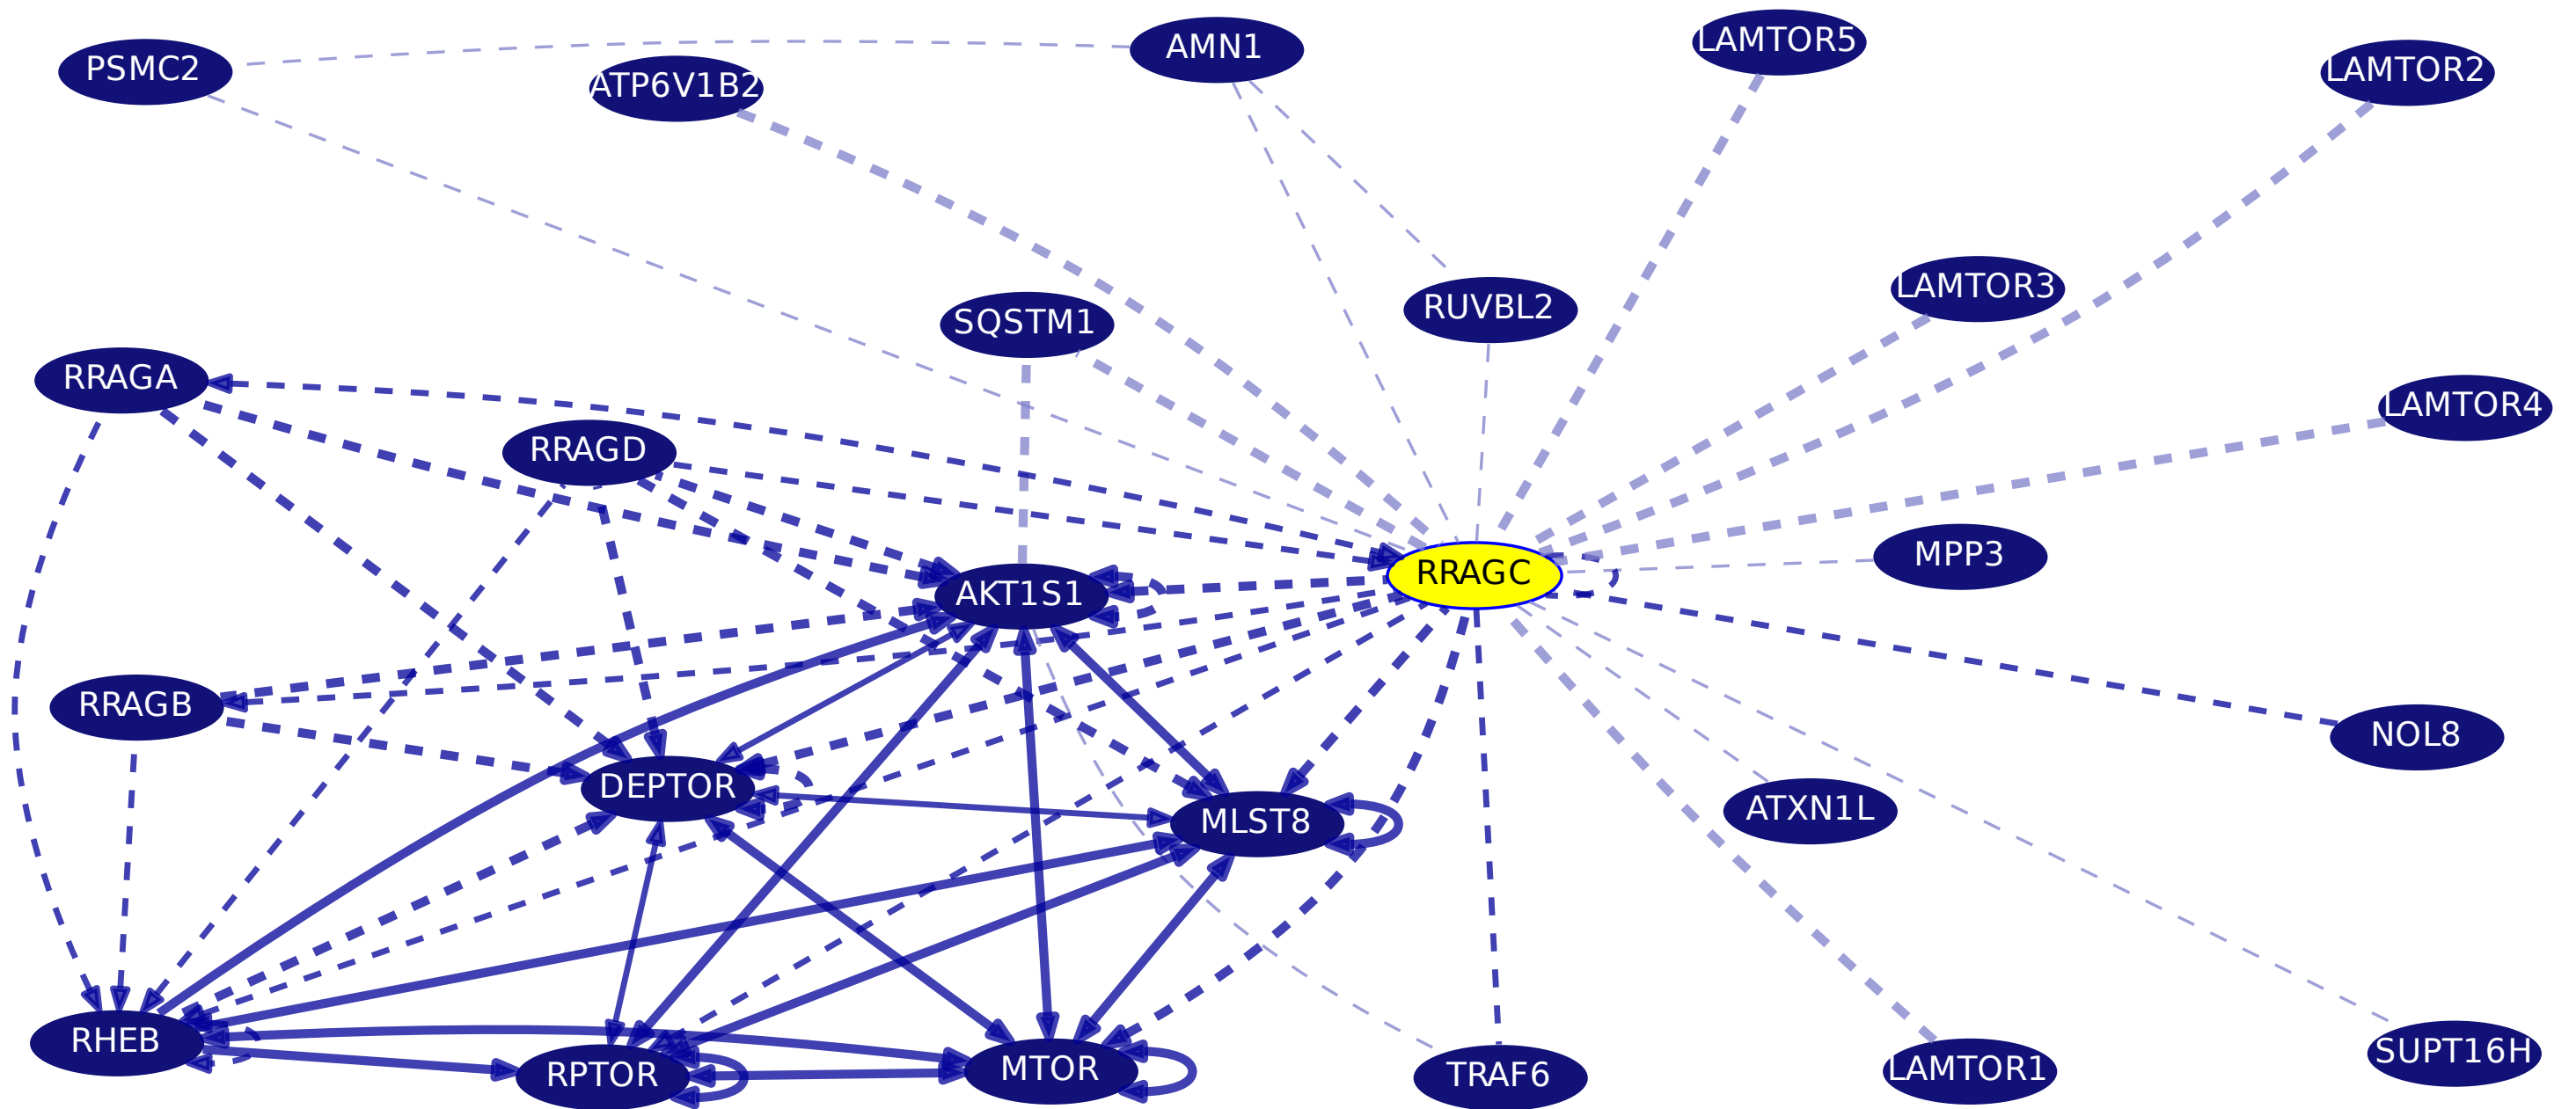 LAMTOR5
AMN1
PSMC2
LAMTOR2
ATP6V1B2
LAMTOR3
RUVBL2
SQSTM1
RRAGA
LAMTOR4
RRAGD
MPP3
RRAGC
AKT1S1
RRAGB
NOL8
DEPTOR
ATXN1L
MLST8
RHEB
SUPT16H
RPTOR
MTOR
TRAF6
LAMTOR1